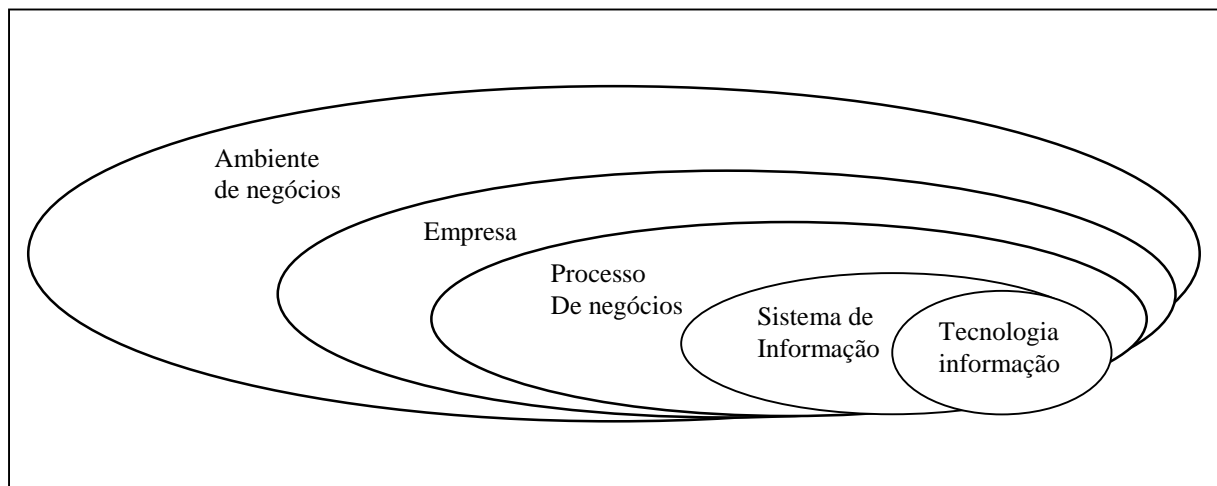 Ambiente
de negócios
Empresa
Processo
De negócios
Sistema de
Informação
Tecnologia
informação